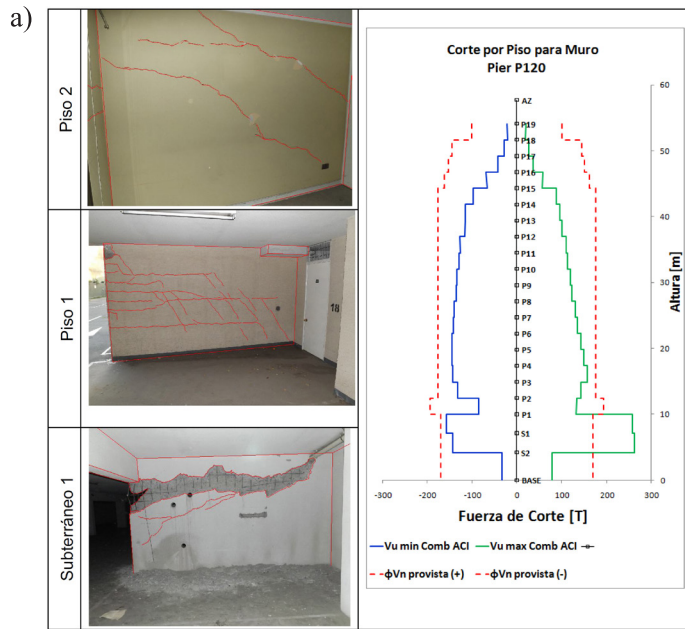 a)
Piso 2
Piso 1
18
Subterráneo 1
Corte por Piso para Muro
Pier P120
60
50
40
30
20
10
0
Altura [m]
AZ
P19
P18
P17
P16
P15
P14
P13
P12
P11
P10
P9
P8
P7
P6
P5
P4
P3
P2
P1
S1
S2
BASE
-300 -200 -100 0 100 200 300
Fuerza de Corte [T]
Vu min Comb ACI Vu max Comb ACI
ϕVn provista (+) ϕVn provista (-)